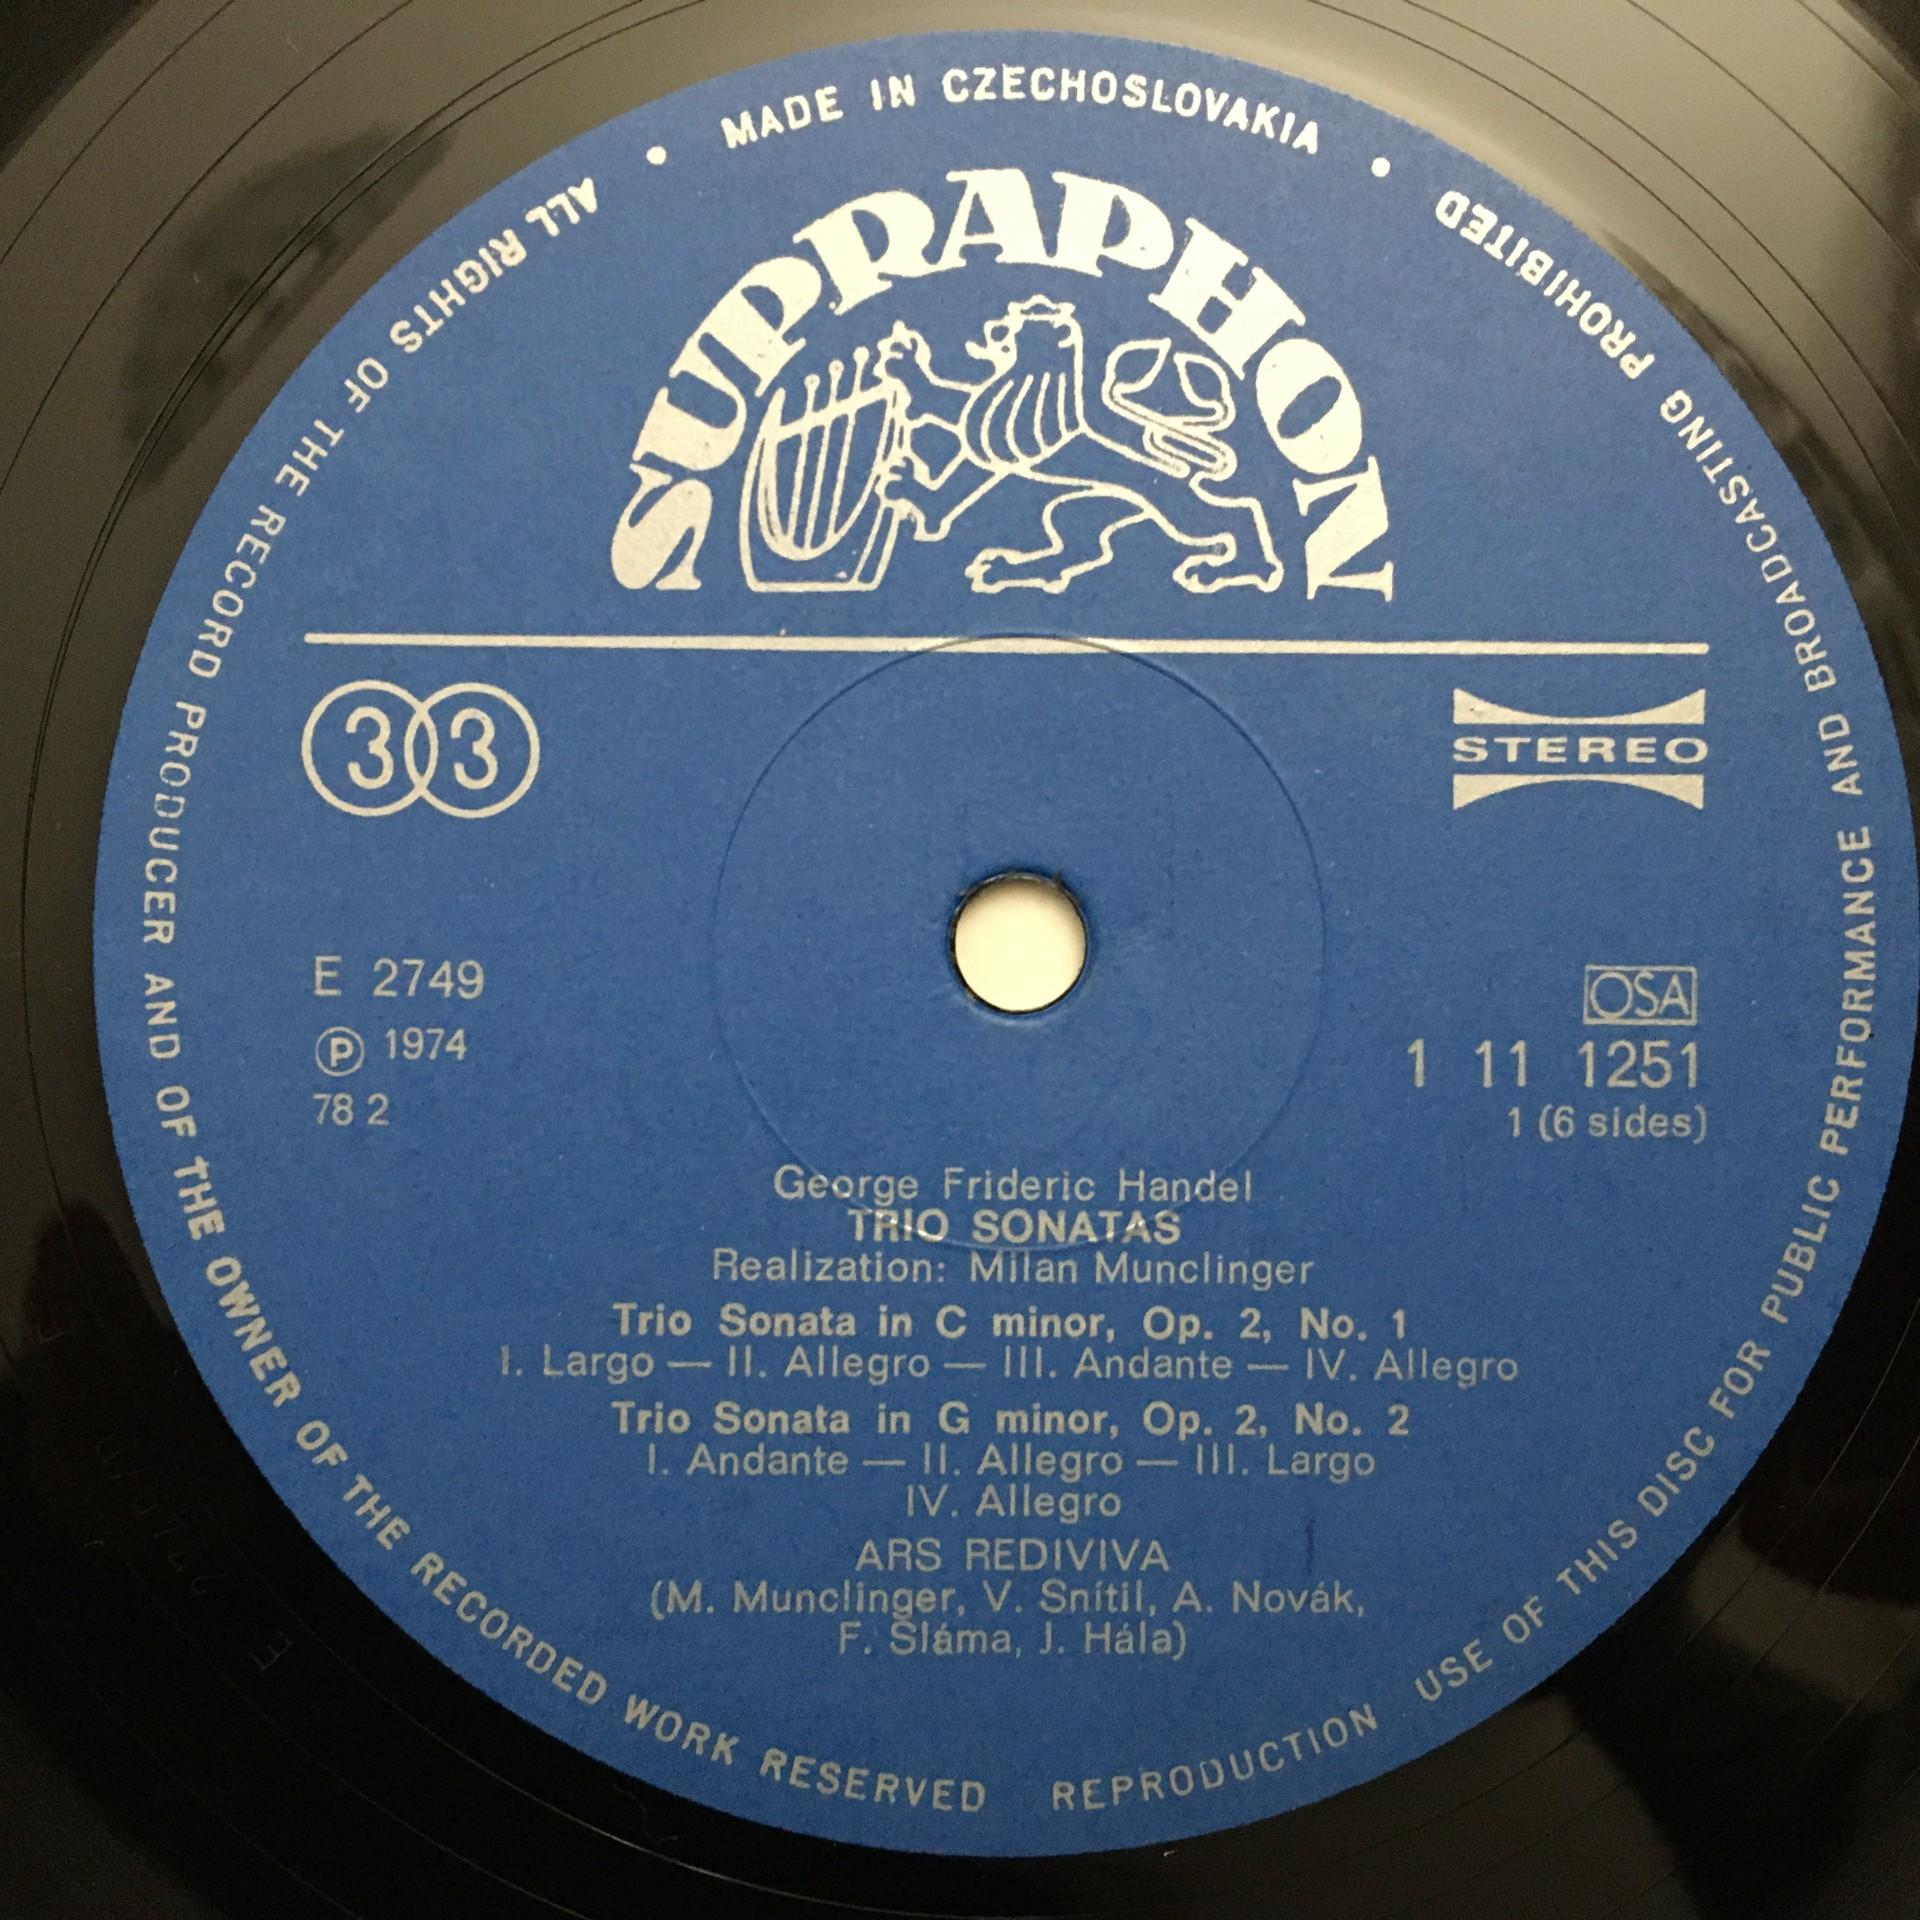 MADE IN CZECHOSLOVAKIA
SUPRAPHON
33
STEREO
E 2749
OSA
Ⓟ 1974
1 11 1251
78 2
1 (6 sides)
George Frideric Handel
TRIO SONATAS
Realization: Milan Munclinger
Trio Sonata in C minor, Op. 2, No. 1
I. Largo — II. Allegro — III. Andante — IV. Allegro
Trio Sonata in G minor, Op. 2, No. 2
I. Andante — II. Allegro — III. Largo
IV. Allegro
ARS REDIVIVA
(M. Munclinger, V. Snítil, A. Novák,
F. Sláma, J. Hála)
ALL RIGHTS OF THE RECORD PRODUCER AND OF THE OWNER OF THE RECORDED WORK RESERVED REPRODUCTION USE OF THIS DISC FOR PUBLIC PERFORMANCE AND BROADCASTING PROHIBITED